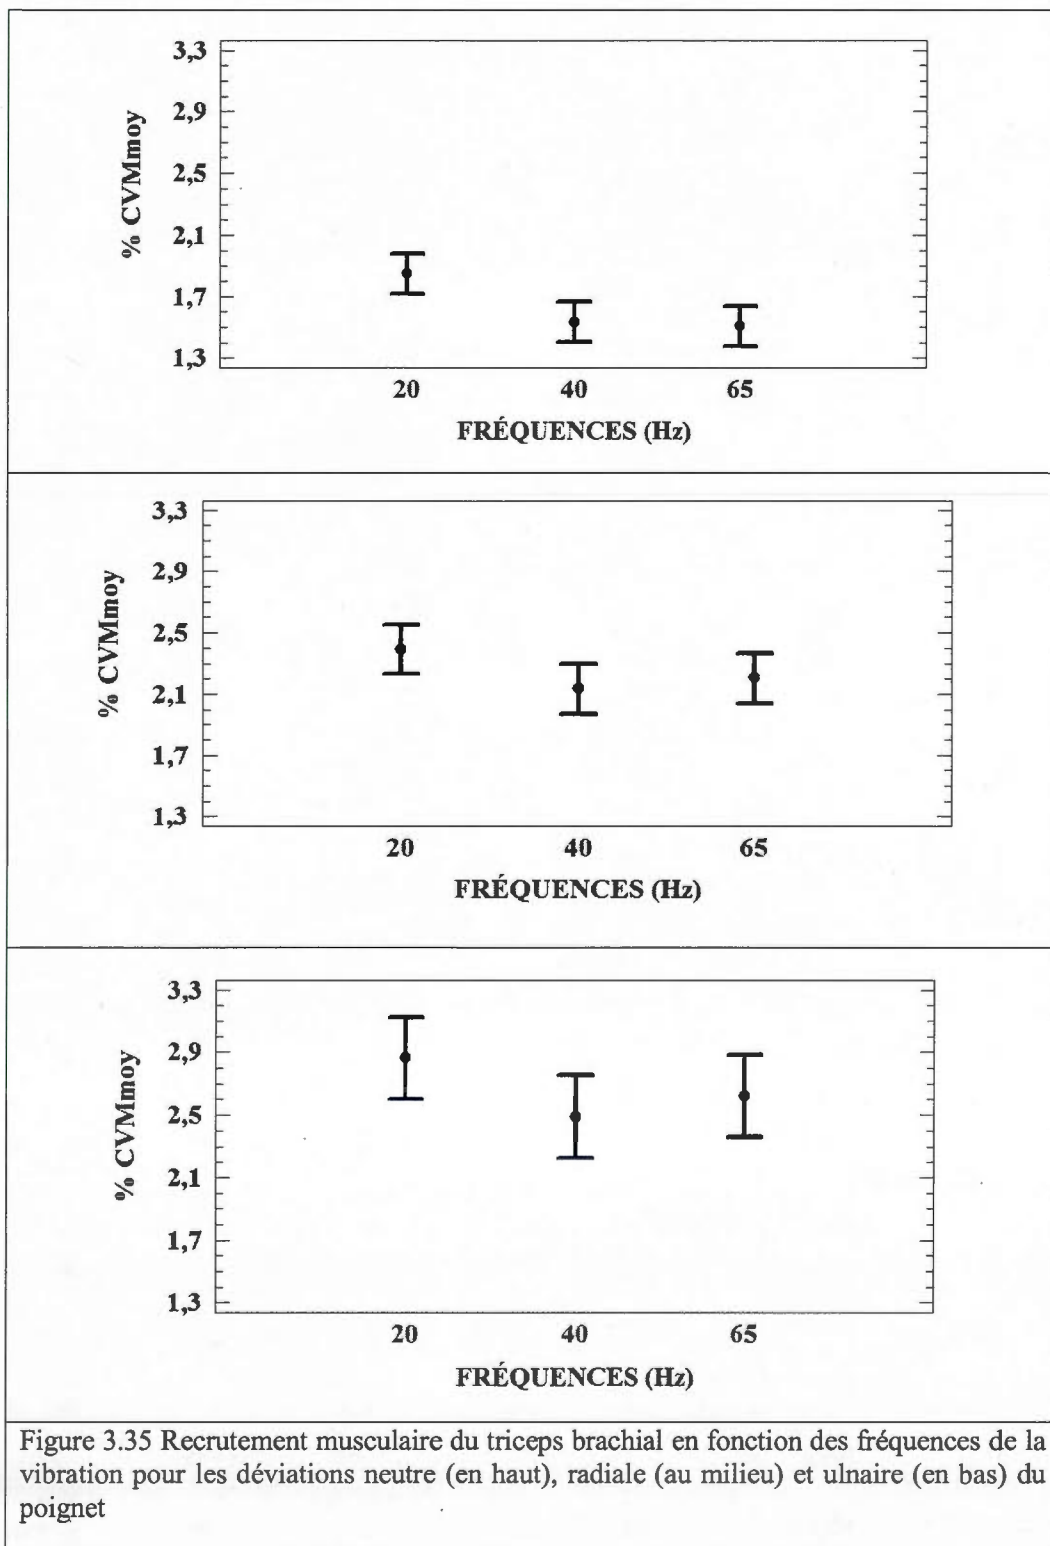 3,3
2,9
2,5
2,1
1,7
1,3
% CVMmoy
20 40 65
FRÉQUENCES (Hz)
3,3
2,9
2,5
2,1
1,7
1,3
% CVMmoy
20 40 65
FRÉQUENCES (Hz)
3,3
2,9
2,5
2,1
1,7
1,3
% CVMmoy
20 40 65
FRÉQUENCES (Hz)
Figure 3.35 Recrutement musculaire du triceps brachial en fonction des fréquences de la
vibration pour les déviations neutre (en haut), radiale (au milieu) et ulnaire (en bas) du
poignet